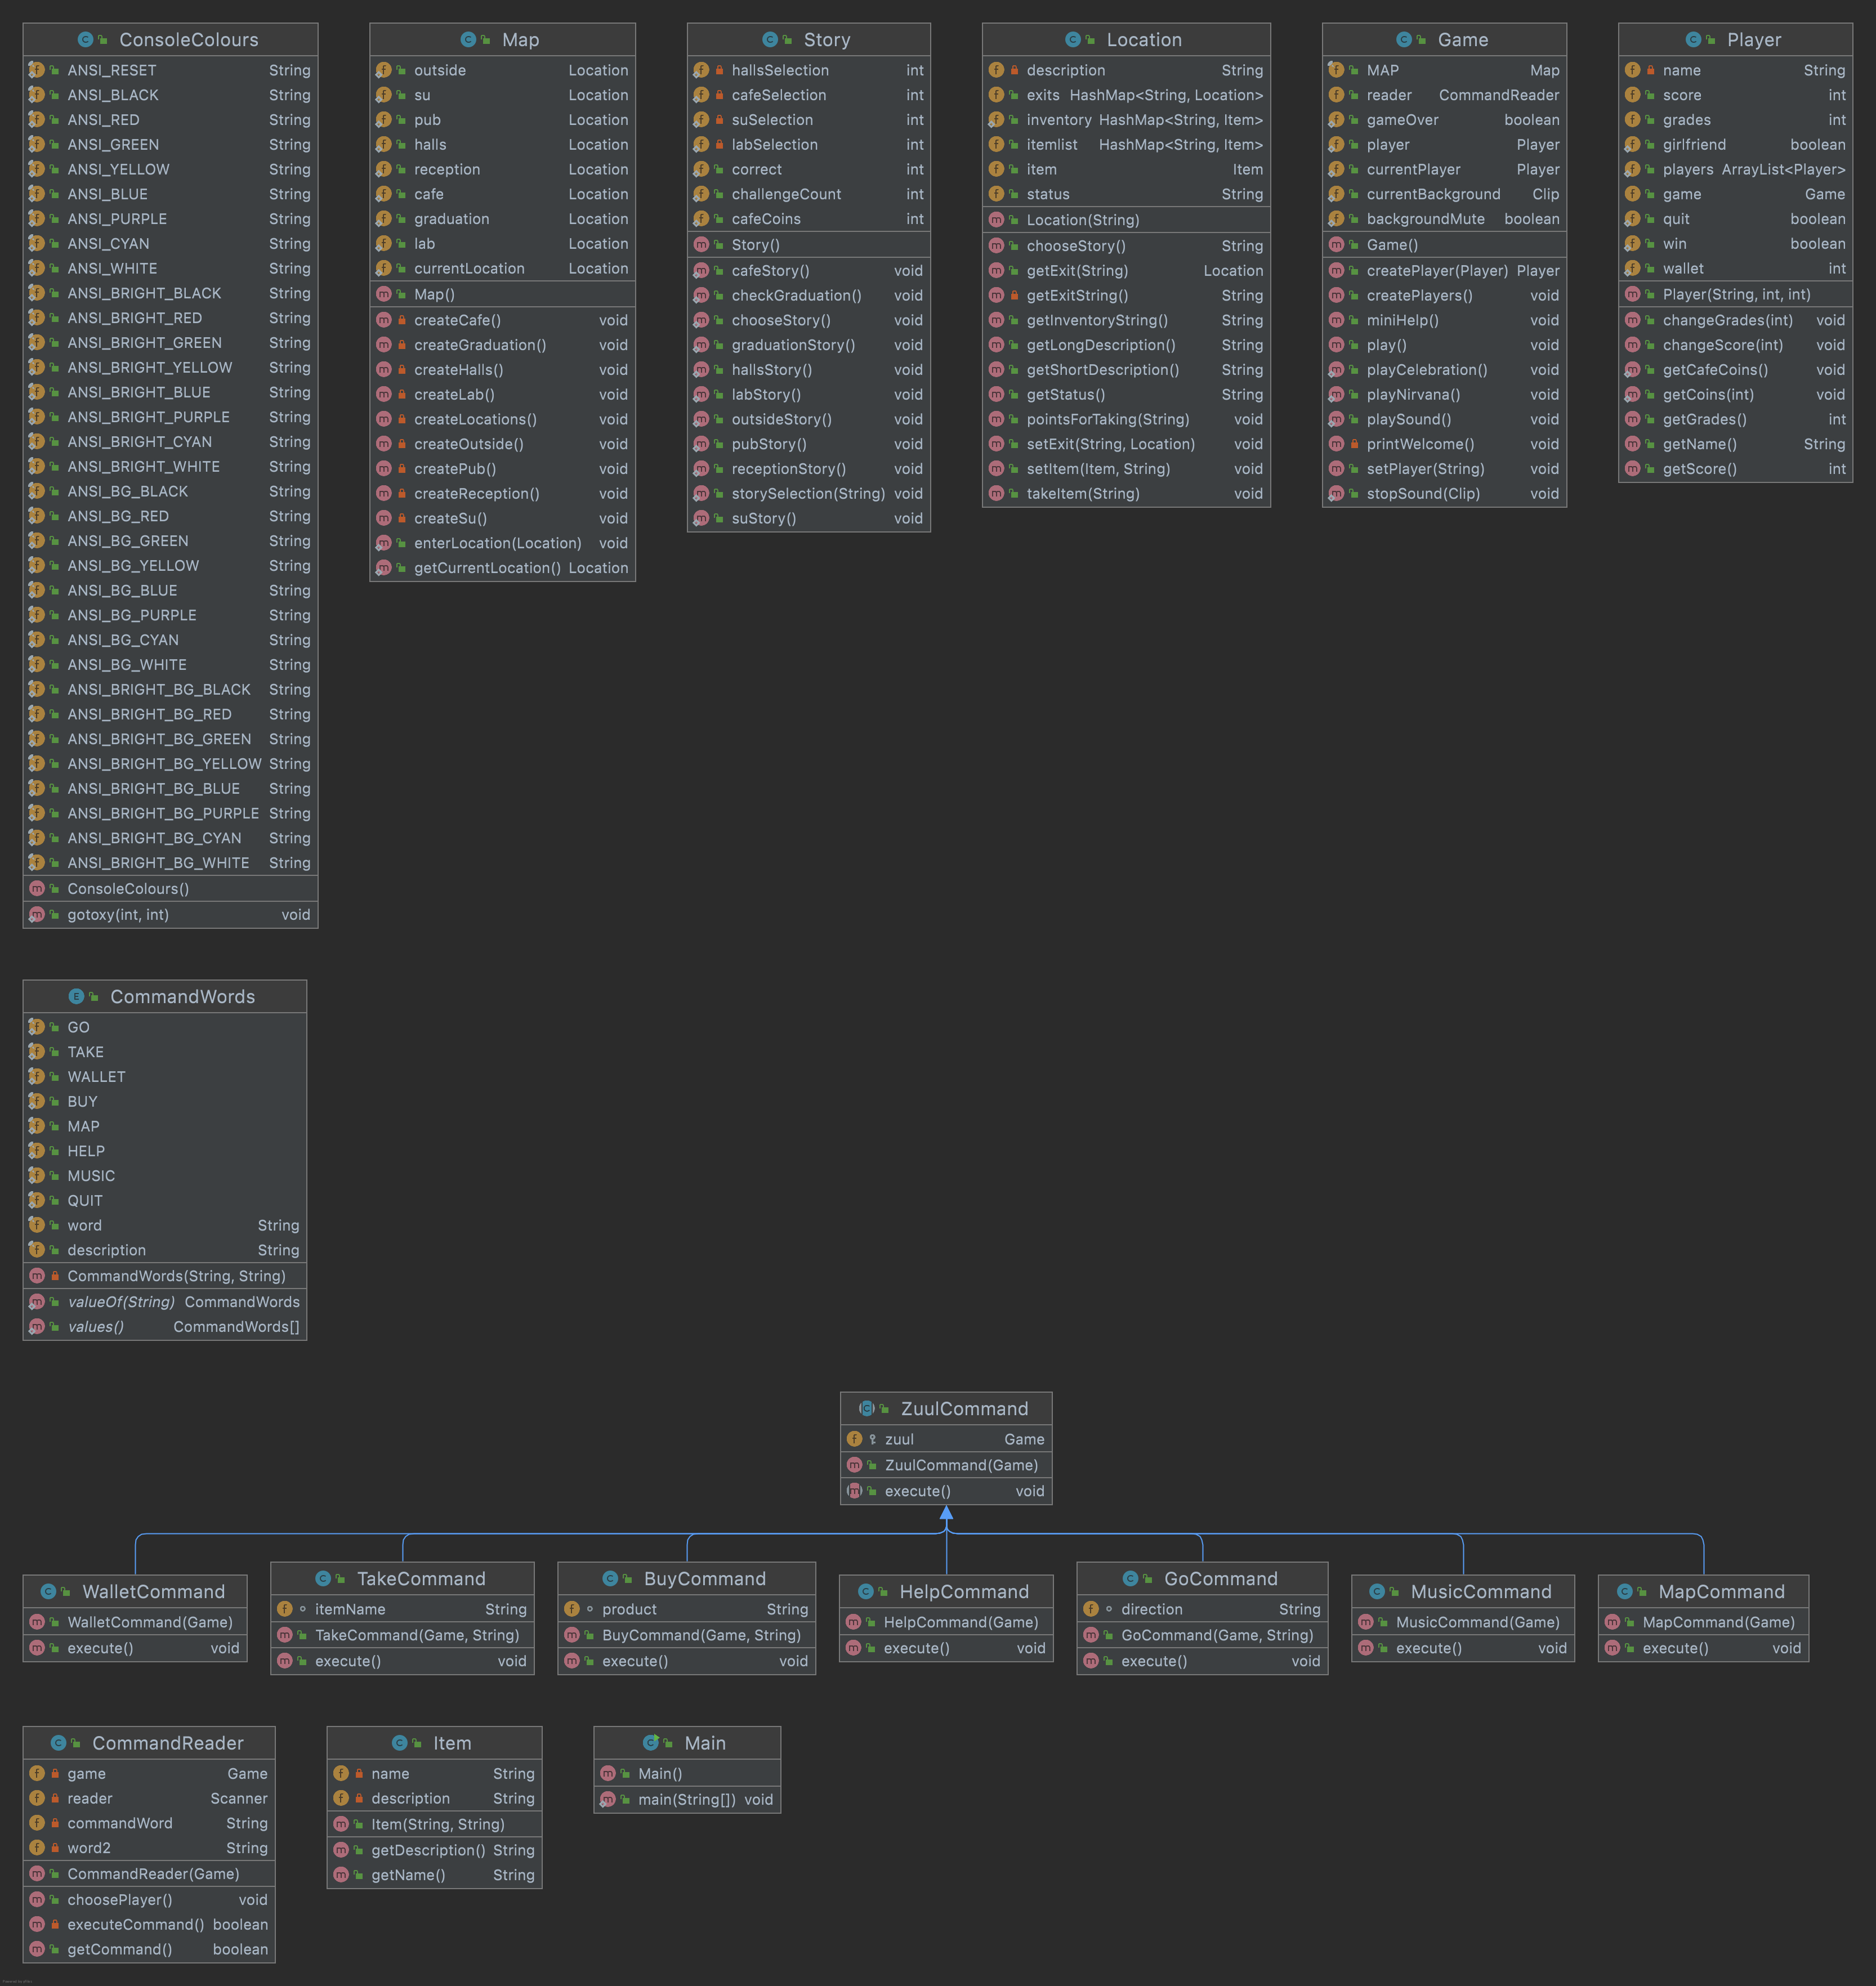 ConsoleColours
ANSI_RESET String
ANSI_BLACK String
ANSI_RED String
ANSI_GREEN String
ANSI_YELLOW String
ANSI_BLUE String
ANSI_PURPLE String
ANSI_CYAN String
ANSI_WHITE String
ANSI_BRIGHT_BLACK String
ANSI_BRIGHT_RED String
ANSI_BRIGHT_GREEN String
ANSI_BRIGHT_YELLOW String
ANSI_BRIGHT_BLUE String
ANSI_BRIGHT_PURPLE String
ANSI_BRIGHT_CYAN String
ANSI_BRIGHT_WHITE String
ANSI_BG_BLACK String
ANSI_BG_RED String
ANSI_BG_GREEN String
ANSI_BG_YELLOW String
ANSI_BG_BLUE String
ANSI_BG_PURPLE String
ANSI_BG_CYAN String
ANSI_BG_WHITE String
ANSI_BRIGHT_BG_BLACK String
ANSI_BRIGHT_BG_RED String
ANSI_BRIGHT_BG_GREEN String
ANSI_BRIGHT_BG_YELLOW String
ANSI_BRIGHT_BG_BLUE String
ANSI_BRIGHT_BG_PURPLE String
ANSI_BRIGHT_BG_CYAN String
ANSI_BRIGHT_BG_WHITE String
ConsoleColours()
gotoxy(int, int) void
Map
outside Location
su Location
pub Location
halls Location
reception Location
cafe Location
graduation Location
lab Location
currentLocation Location
Map()
createCafe() void
createGraduation() void
createHalls() void
createLab() void
createLocations() void
createOutside() void
createPub() void
createReception() void
createSu() void
enterLocation(Location) void
getCurrentLocation() Location
Story
hallsSelection int
cafeSelection int
suSelection int
labSelection int
correct int
challengeCount int
cafeCoins int
Story()
cafeStory() void
checkGraduation() void
chooseStory() void
graduationStory() void
hallsStory() void
labStory() void
outsideStory() void
pubStory() void
receptionStory() void
storySelection(String) void
suStory() void
Location
description String
exits HashMap<String, Location>
inventory HashMap<String, Item>
itemlist HashMap<String, Item>
item Item
status String
Location(String)
chooseStory() String
getExit(String) Location
getExitString() String
getInventoryString() String
getLongDescription() String
getShortDescription() String
getStatus() String
pointsForTaking(String) void
setExit(String, Location) void
setItem(Item, String) void
takeItem(String) void
Game
MAP Map
reader CommandReader
gameOver boolean
player Player
currentPlayer Player
currentBackground Clip
backgroundMute boolean
Game()
createPlayer(Player) Player
createPlayers() void
miniHelp() void
play() void
playCelebration() void
playNirvana() void
playSound() void
printWelcome() void
setPlayer(String) void
stopSound(Clip) void
Player
name String
score int
grades int
girlfriend boolean
players ArrayList<Player>
game Game
quit boolean
win boolean
wallet int
Player(String, int, int)
changeGrades(int) void
changeScore(int) void
getCafeCoins() void
getCoins(int) void
getGrades() int
getName() String
getScore() int
CommandWords
GO
TAKE
WALLET
BUY
MAP
HELP
MUSIC
QUIT
word String
description String
CommandWords(String, String)
valueOf(String) CommandWords
values() CommandWords[]
ZuulCommand
zuul Game
ZuulCommand(Game)
execute() void
WalletCommand
WalletCommand(Game)
execute() void
TakeCommand
itemName String
TakeCommand(Game, String)
execute() void
BuyCommand
product String
BuyCommand(Game, String)
execute() void
HelpCommand
HelpCommand(Game)
execute() void
GoCommand
direction String
GoCommand(Game, String)
execute() void
MusicCommand
MusicCommand(Game)
execute() void
MapCommand
MapCommand(Game)
execute() void
CommandReader
game Game
reader Scanner
commandWord String
word2 String
CommandReader(Game)
choosePlayer() void
executeCommand() boolean
getCommand() boolean
Item
name String
description String
Item(String, String)
getDescription() String
getName() String
Main
Main()
main(String[]) void